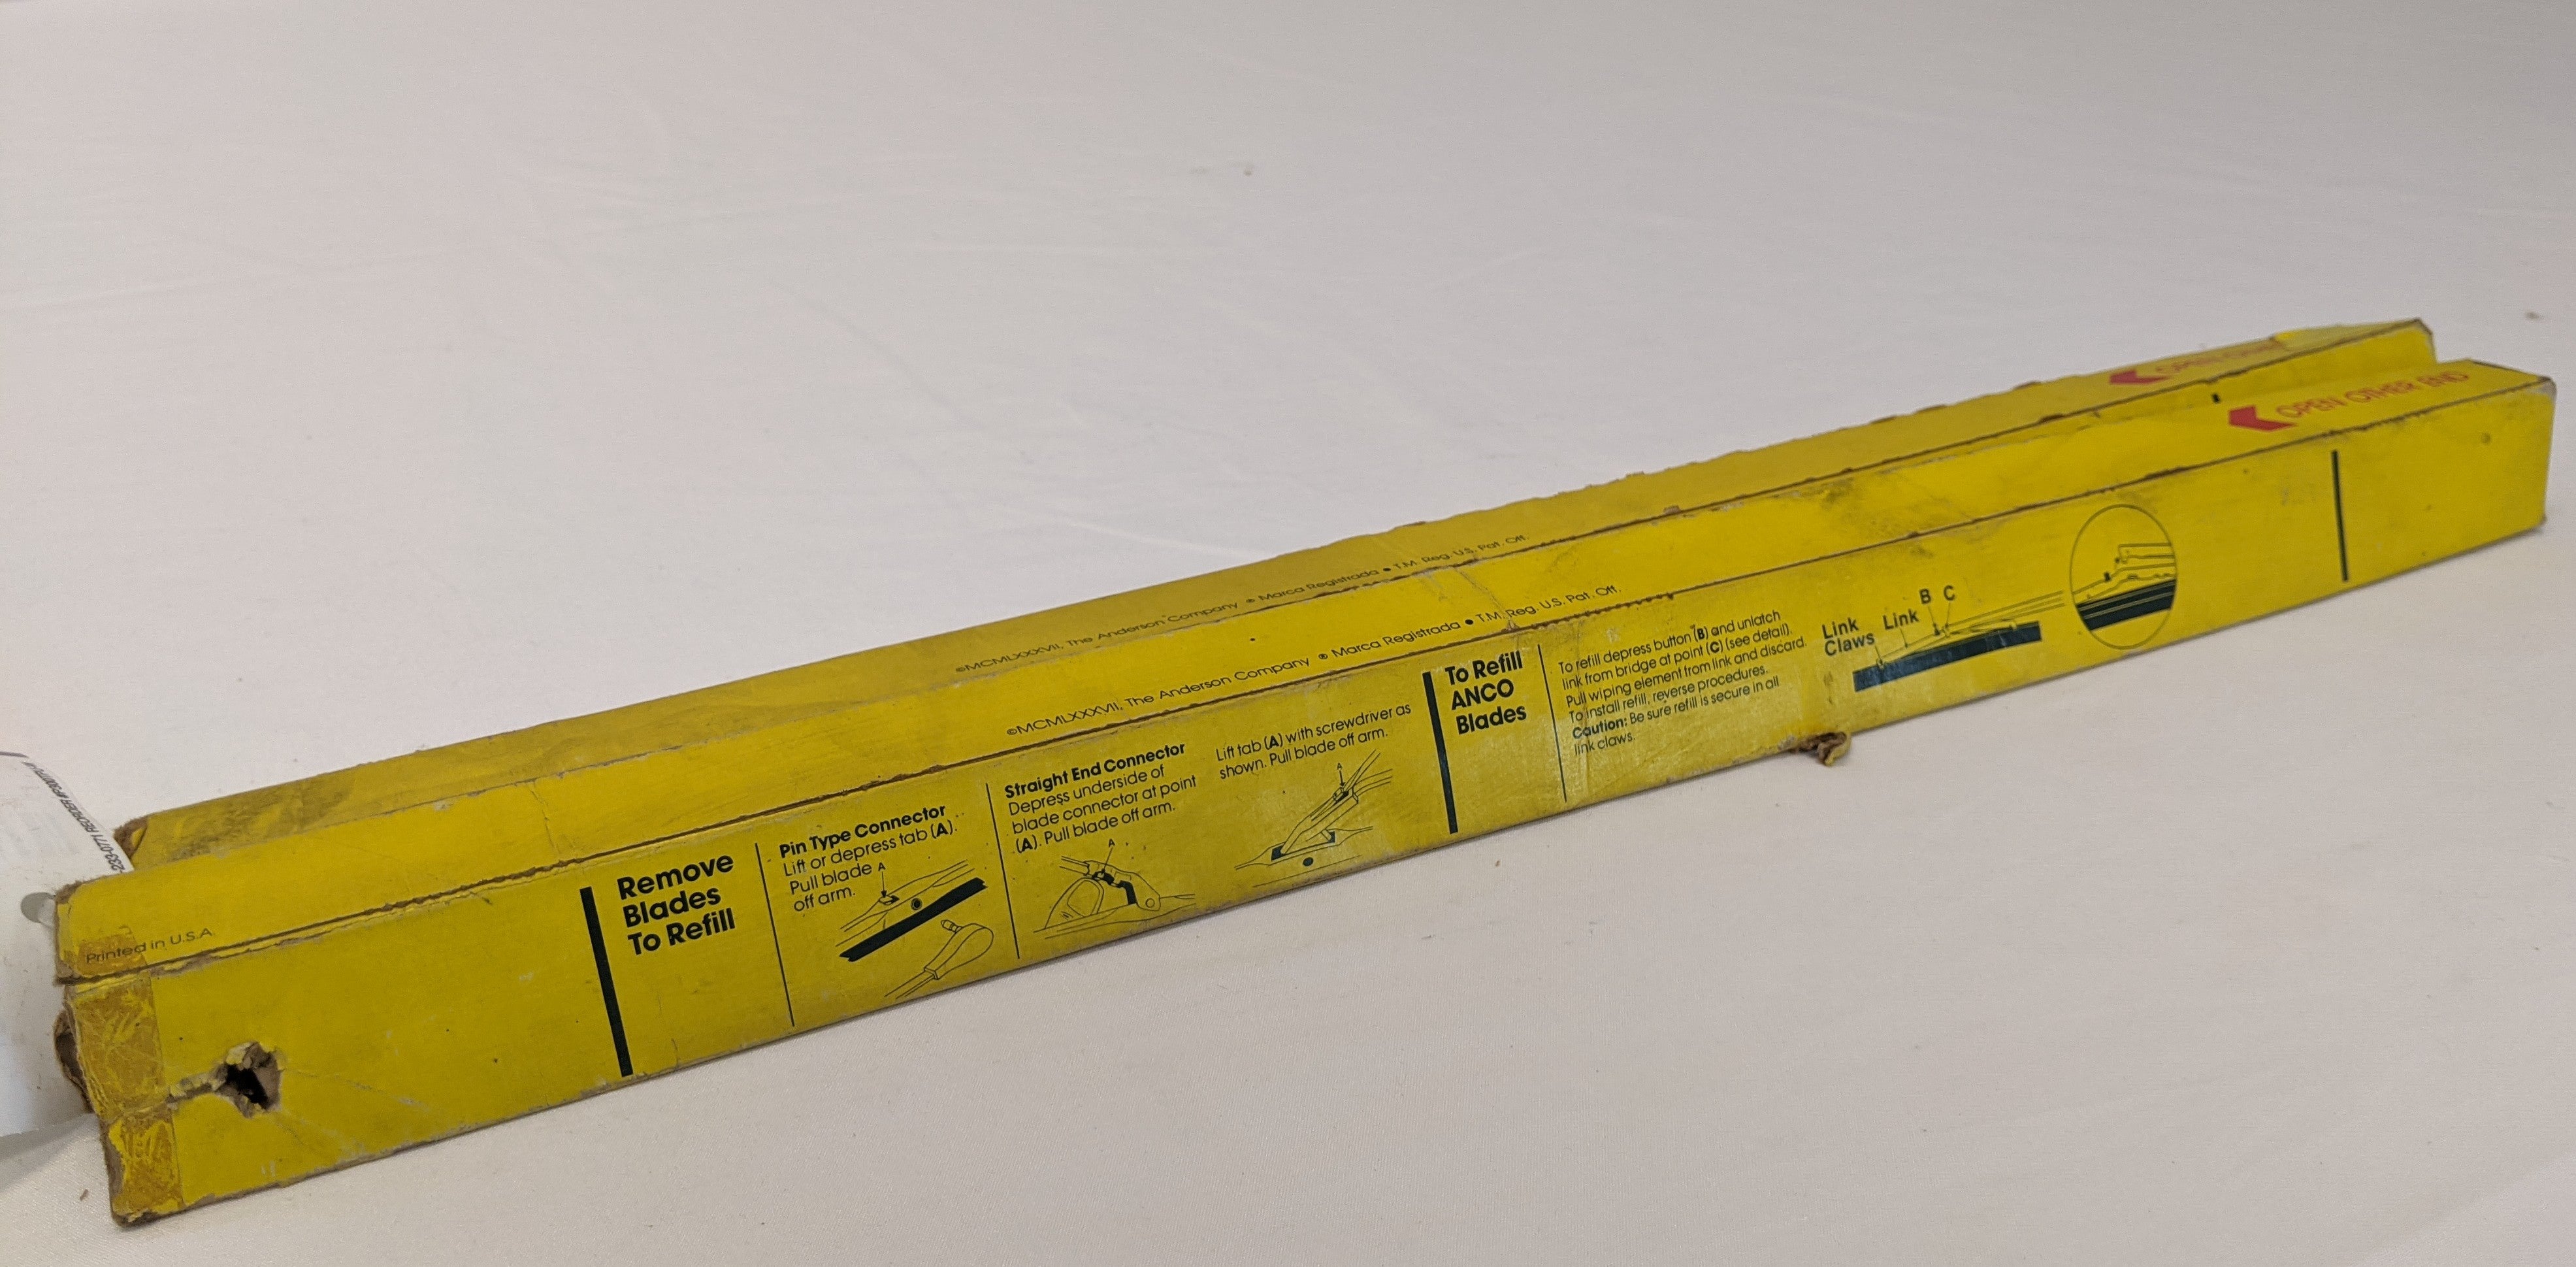 OPEN OTHER
©MCMLXXXVII, The Anderson Company ® Marca Registrada • T.M. Reg. U.S. Pat. Off.
OPEN OTHER END
©MCMLXXXVII, The Anderson Company ® Marca Registrada • T.M. Reg. U.S. Pat. Off.
Printed in U.S.A.
Remove
Blades
To Refill
Pin Type Connector
Lift or depress tab (A).
Pull blade
off arm.
A
Straight End Connector
Depress underside of
blade connector at point
(A). Pull blade off arm.
A
Lift tab (A) with screwdriver as
shown. Pull blade off arm.
A
To Refill
ANCO
Blades
To refill depress button (B) and unlatch
link from bridge at point (C) (see detail).
Pull wiping element from link and discard.
To install refill, reverse procedures.
Caution: Be sure refill is secure in all
link claws.
Link
Claws
Link
B C